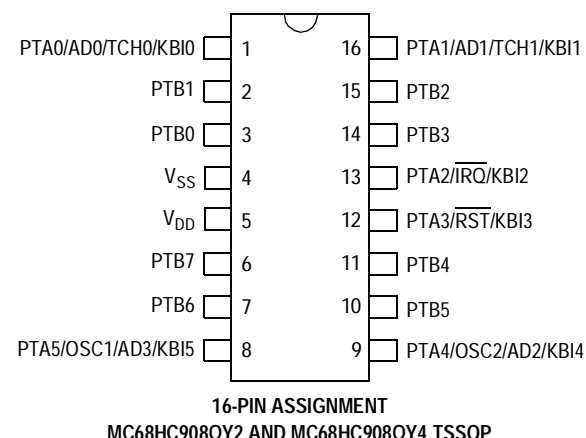 PTA0/AD0/TCH0/KBI0 1 16 PTA1/AD1/TCH1/KBI1
PTB1 2 15 PTB2
PTB0 3 14 PTB3
VSS 4 13 PTA2/IRQ/KBI2
VDD 5 12 PTA3/RST/KBI3
PTB7 6 11 PTB4
PTB6 7 10 PTB5
PTA5/OSC1/AD3/KBI5 8 9 PTA4/OSC2/AD2/KBI4
16-PIN ASSIGNMENT
MC68HC908QY2 AND MC68HC908QY4 TSSOP